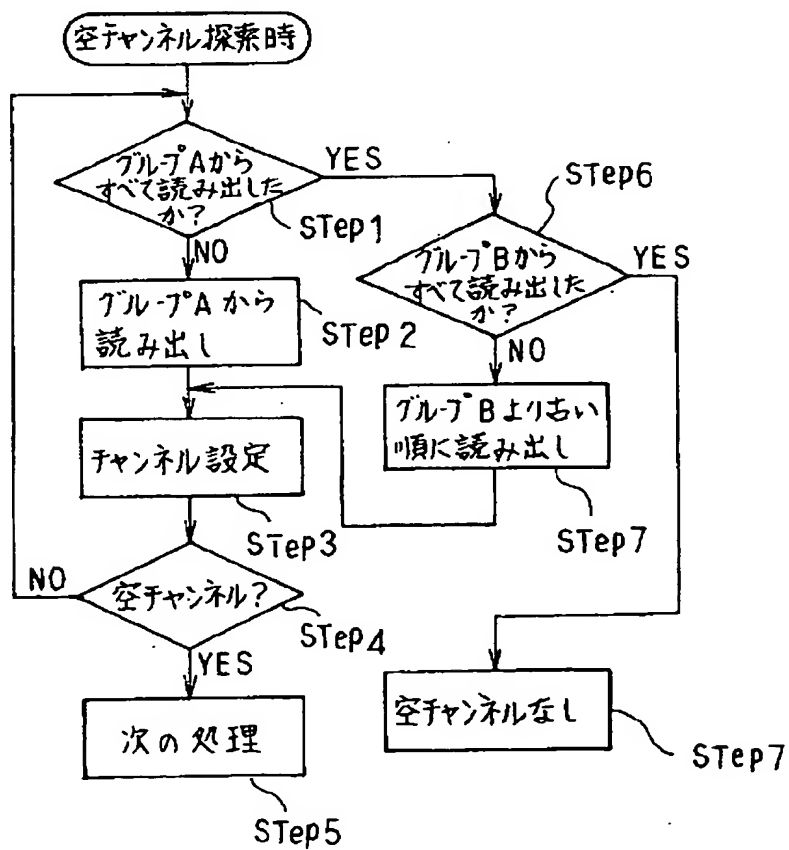 空チャンネル探索時
グループAから
すべて読み出した
か?
YES
STep1
NO
グループAから
読み出し
STep2
チャンネル設定
STep3
NO
空チャンネル?
STep4
YES
次の処理
STep5
STep6
グループBから
すべて読み出した
か?
YES
NO
グループBより古い
順に読み出し
STep7
空チャンネルなし
STep7